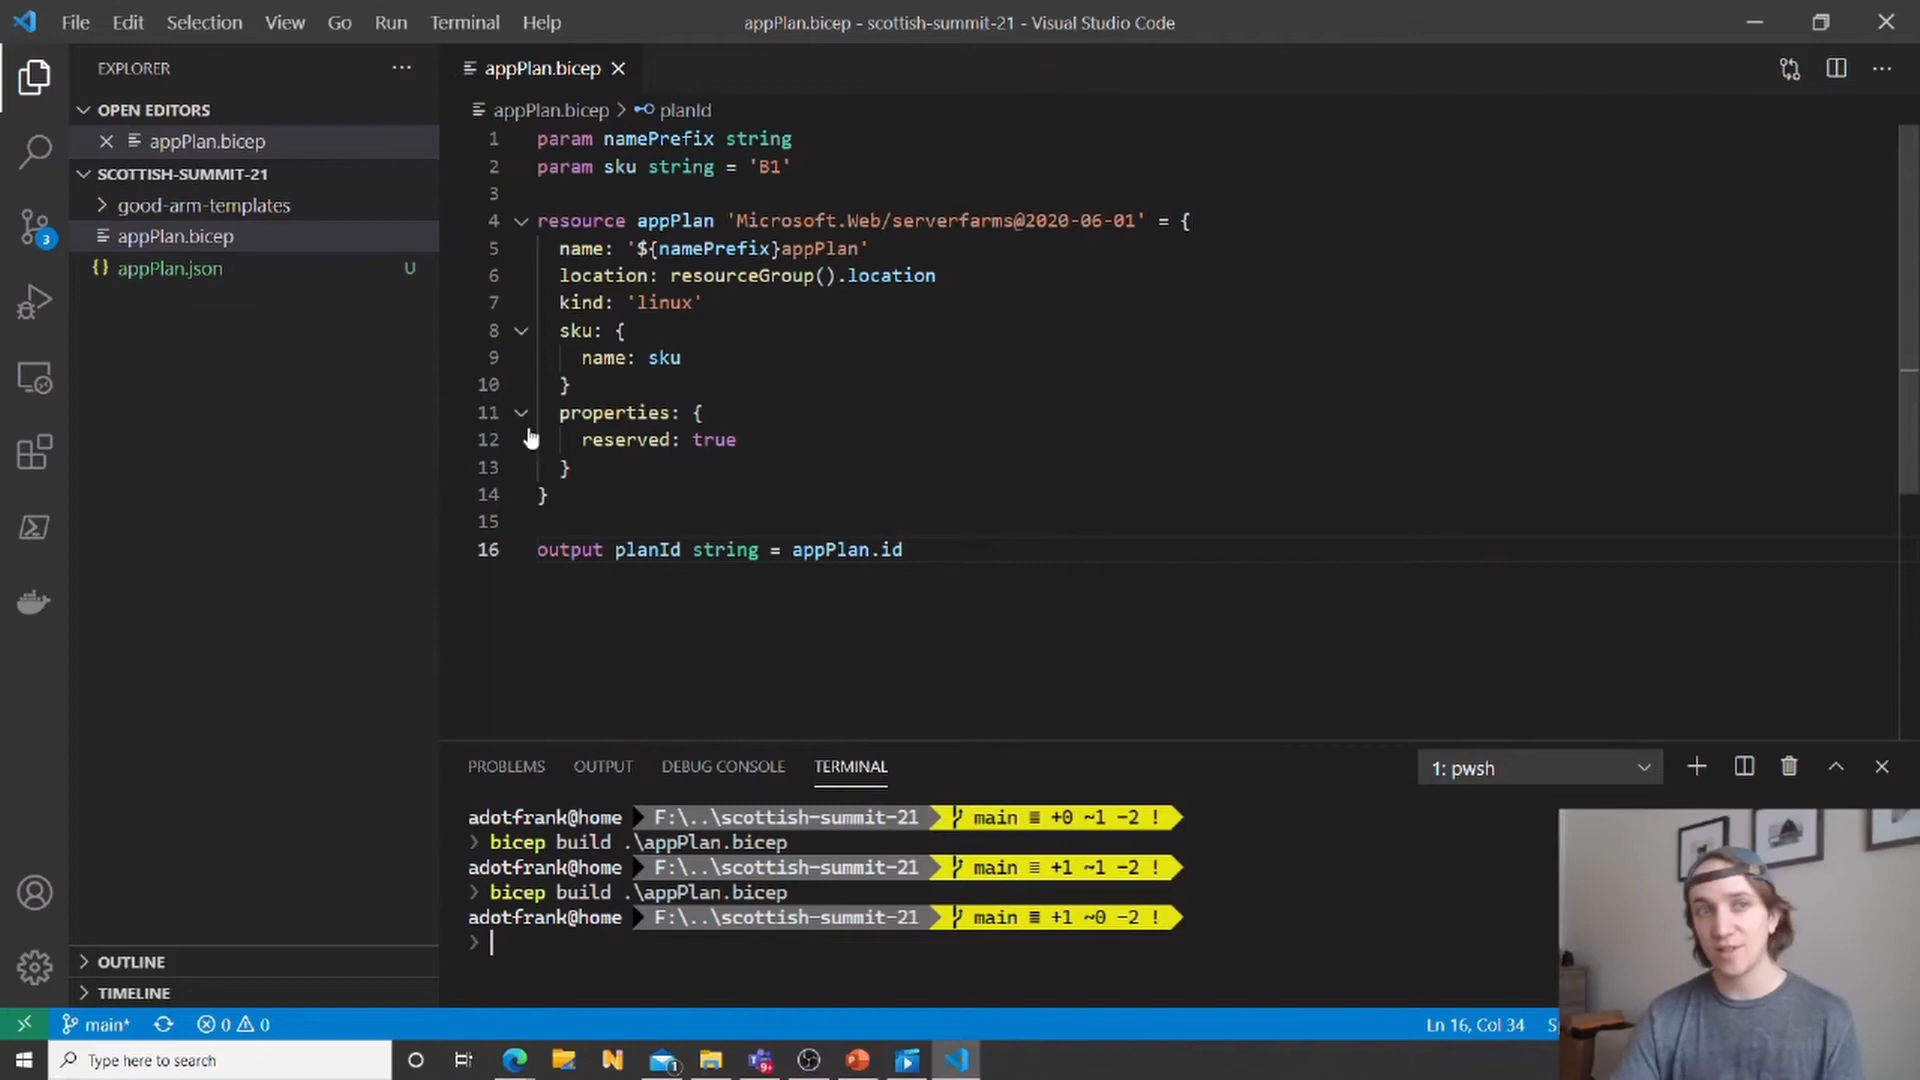 File Edit Selection View Go Run Terminal Help
appPlan.bicep - scottish-summit-21 - Visual Studio Code
EXPLORER
OPEN EDITORS
appPlan.bicep
SCOTTISH-SUMMIT-21
good-arm-templates
appPlan.bicep
appPlan.json U
3
OUTLINE
TIMELINE
appPlan.bicep
appPlan.bicep > planId
1 param namePrefix string
2 param sku string = 'B1'
3
4 resource appPlan 'Microsoft.Web/serverfarms@2020-06-01' = {
5 name: '${namePrefix}appPlan'
6 location: resourceGroup().location
7 kind: 'linux'
8 sku: {
9 name: sku
10 }
11 properties: {
12 reserved: true
13 }
14 }
15
16 output planId string = appPlan.id
PROBLEMS OUTPUT DEBUG CONSOLE TERMINAL
1: pwsh
adotfrank@home F:\..\scottish-summit-21 main ≡ +0 ~1 -2 !
❯ bicep build .\appPlan.bicep
adotfrank@home F:\..\scottish-summit-21 main ≡ +1 ~1 -2 !
❯ bicep build .\appPlan.bicep
adotfrank@home F:\..\scottish-summit-21 main ≡ +1 ~0 -2 !
❯
main* 0 0
Ln 16, Col 34 S
Type here to search
1
9+